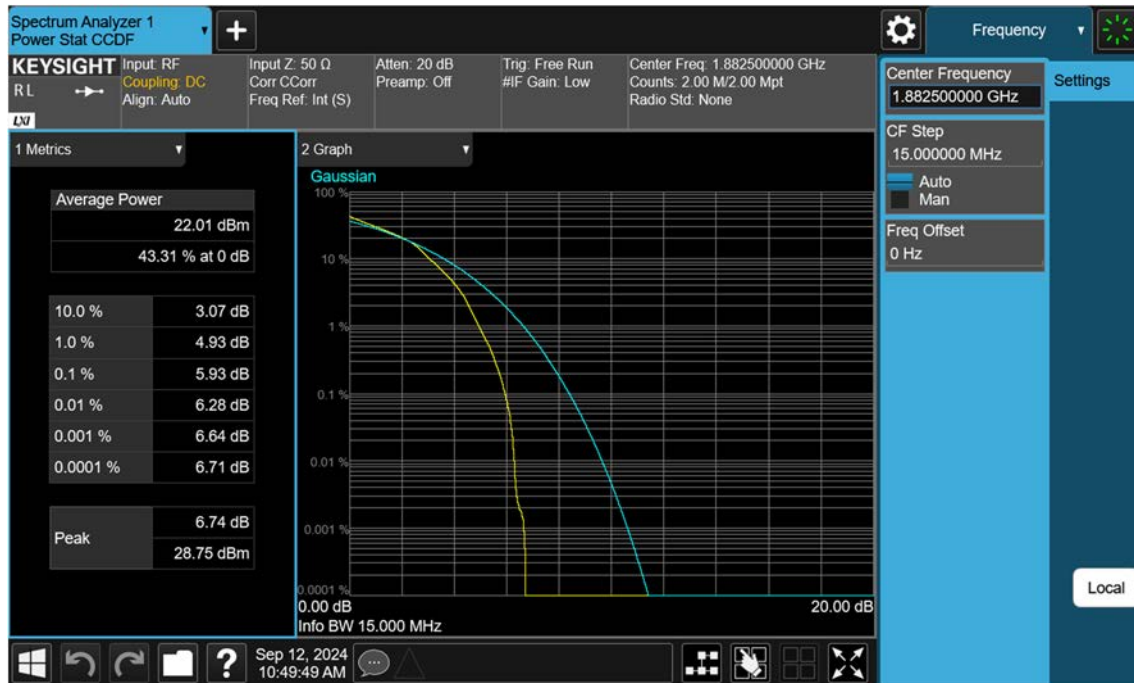 Spectrum Analyzer 1
Power Stat CCDF
Frequency
KEYSIGHT
R L
LXI
Input: RF
Coupling: DC
Align: Auto
Input Z: 50 Ω
Corr CCorr
Freq Ref: Int (S)
Atten: 20 dB
Preamp: Off
Trig: Free Run
#IF Gain: Low
Center Freq: 1.882500000 GHz
Counts: 2.00 M/2.00 Mpt
Radio Std: None
Center Frequency
1.882500000 GHz
Settings
CF Step
15.000000 MHz
Auto
Man
Freq Offset
0 Hz
Local
1 Metrics
Average Power
22.01 dBm
43.31 % at 0 dB
10.0 % 3.07 dB
1.0 % 4.93 dB
0.1 % 5.93 dB
0.01 % 6.28 dB
0.001 % 6.64 dB
0.0001 % 6.71 dB
Peak 6.74 dB
28.75 dBm
2 Graph
Gaussian
100 %
10 %
1 %
0.1 %
0.01 %
0.001 %
0.0001 %
0.00 dB 20.00 dB
Info BW 15.000 MHz
?
Sep 12, 2024
10:49:49 AM